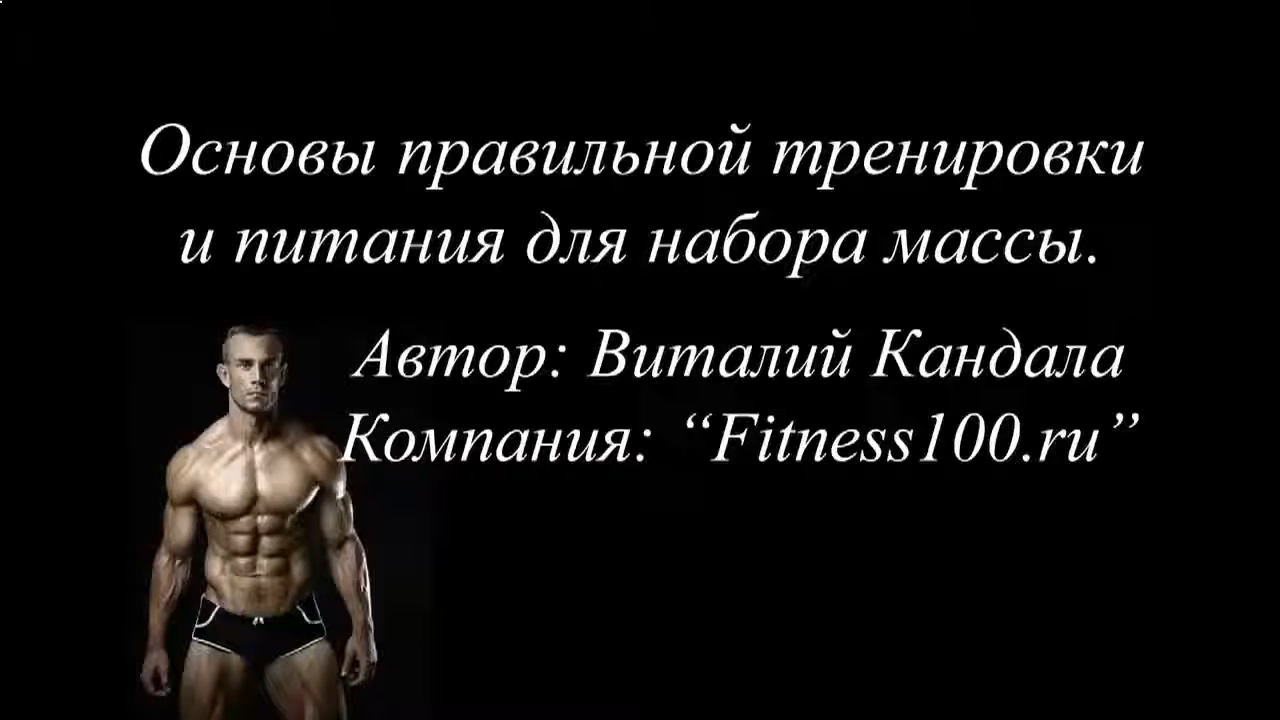 Основы правильной тренировки
и питания для набора массы.
Автор: Виталий Кандала
Компания: “Fitness100.ru”